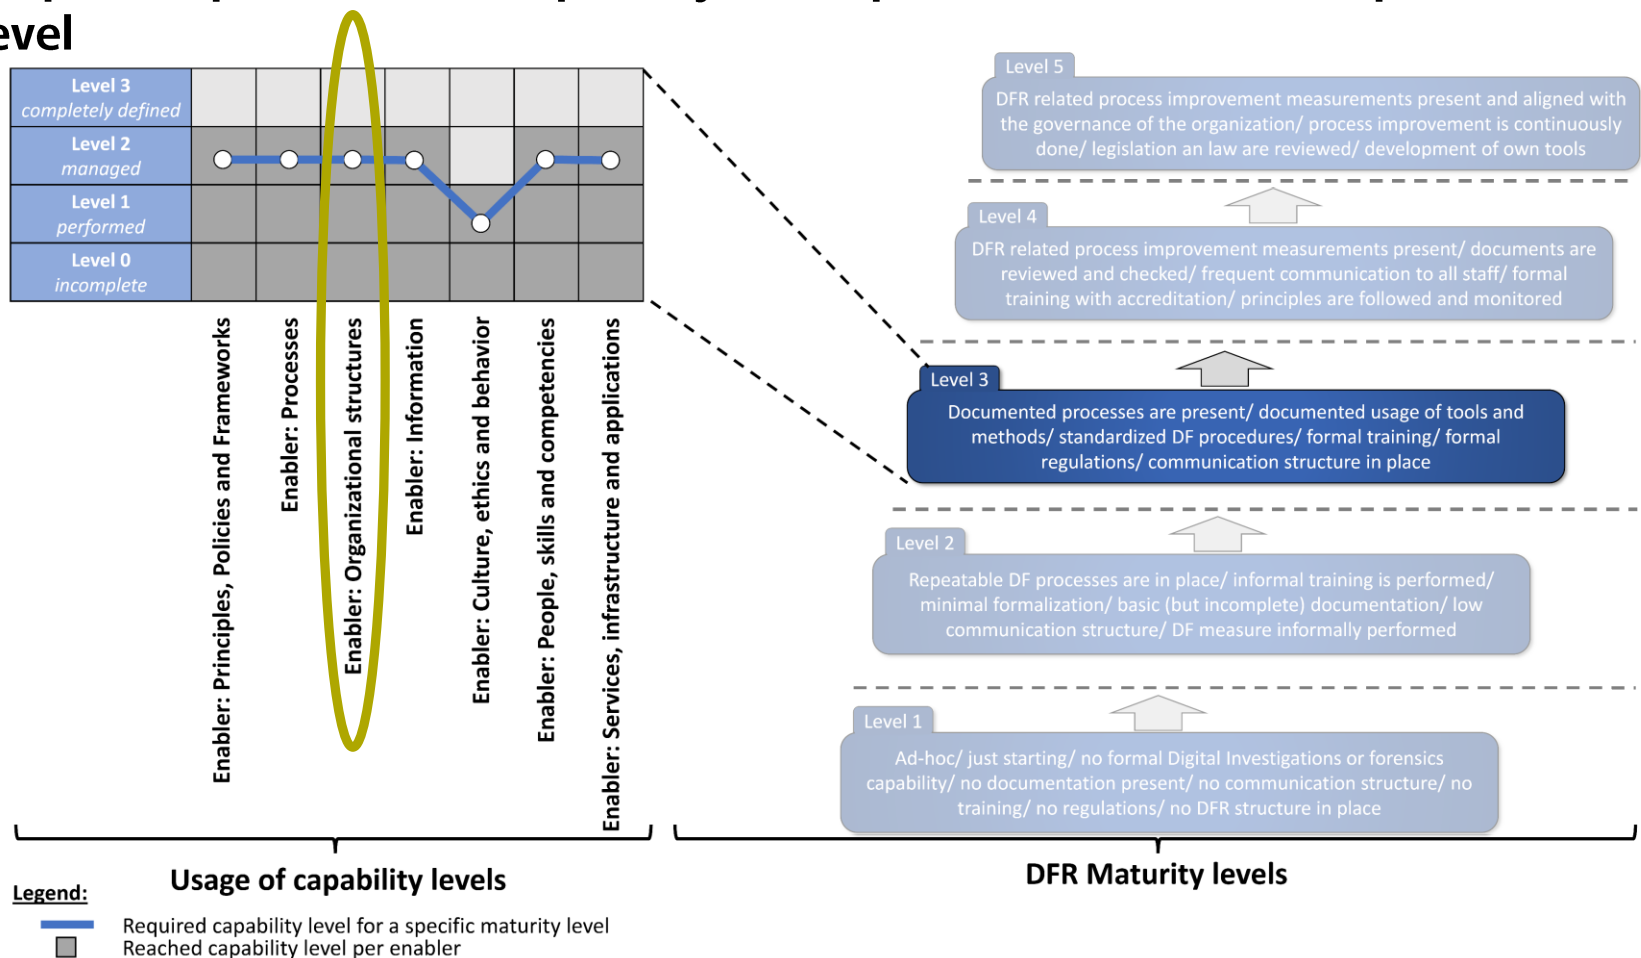 evel
Level 3
completely defined
Level 2
managed
Level 1
performed
Level 0
incomplete
Enabler: Principles, Policies and Frameworks
Enabler: Processes
Enabler: Organizational structures
Enabler: Information
Enabler: Culture, ethics and behavior
Enabler: People, skills and competencies
Enabler: Services, infrastructure and applications
Usage of capability levels
Legend:
Required capability level for a specific maturity level
Reached capability level per enabler
Level 5
DFR related process improvement measurements present and aligned with
the governance of the organization/ process improvement is continuously
done/ legislation an law are reviewed/ development of own tools
Level 4
DFR related process improvement measurements present/ documents are
reviewed and checked/ frequent communication to all staff/ formal
training with accreditation/ principles are followed and monitored
Level 3
Documented processes are present/ documented usage of tools and
methods/ standardized DF procedures/ formal training/ formal
regulations/ communication structure in place
Level 2
Repeatable DF processes are in place/ informal training is performed/
minimal formalization/ basic (but incomplete) documentation/ low
communication structure/ DF measure informally performed
Level 1
Ad-hoc/ just starting/ no formal Digital Investigations or forensics
capability/ no documentation present/ no communication structure/ no
training/ no regulations/ no DFR structure in place
DFR Maturity levels